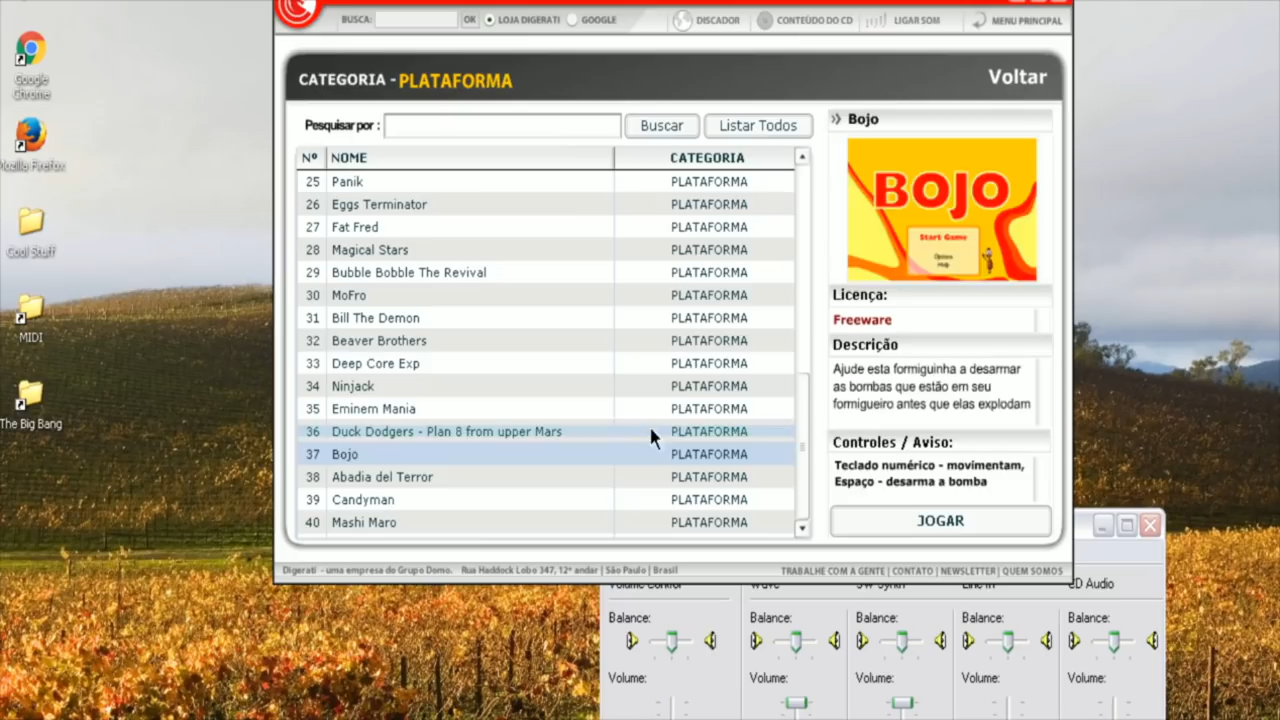 Google
Chrome
Mozilla Firefox
Cool Stuff
MIDI
The Big Bang
BUSCA:
OK
LOJA DIGERATI
GOOGLE
DISCADOR
CONTEÚDO DO CD
LIGAR SOM
MENU PRINCIPAL
CATEGORIA - PLATAFORMA
Voltar
Pesquisar por :
Buscar
Listar Todos
Nº NOME CATEGORIA
25 Panik PLATAFORMA
26 Eggs Terminator PLATAFORMA
27 Fat Fred PLATAFORMA
28 Magical Stars PLATAFORMA
29 Bubble Bobble The Revival PLATAFORMA
30 MoFro PLATAFORMA
31 Bill The Demon PLATAFORMA
32 Beaver Brothers PLATAFORMA
33 Deep Core Exp PLATAFORMA
34 Ninjack PLATAFORMA
35 Eminem Mania PLATAFORMA
36 Duck Dodgers - Plan 8 from upper Mars PLATAFORMA
37 Bojo PLATAFORMA
38 Abadia del Terror PLATAFORMA
39 Candyman PLATAFORMA
40 Mashi Maro PLATAFORMA
Bojo
BOJO
Start Game
Options
Help
Licença:
Freeware
Descrição
Ajude esta formiguinha a desarmar
as bombas que estão em seu
formigueiro antes que elas explodam
Controles / Aviso:
Teclado numérico - movimentam,
Espaço - desarma a bomba
JOGAR
Digerati - uma empresa do Grupo Domo. Rua Haddock Lobo 347, 12º andar | São Paulo | Brasil
TRABALHE COM A GENTE | CONTATO | NEWSLETTER | QUEM SOMOS
Volume Control Wave SW Synth Line In CD Audio
Balance: Balance: Balance: Balance: Balance:
Volume: Volume: Volume: Volume: Volume: